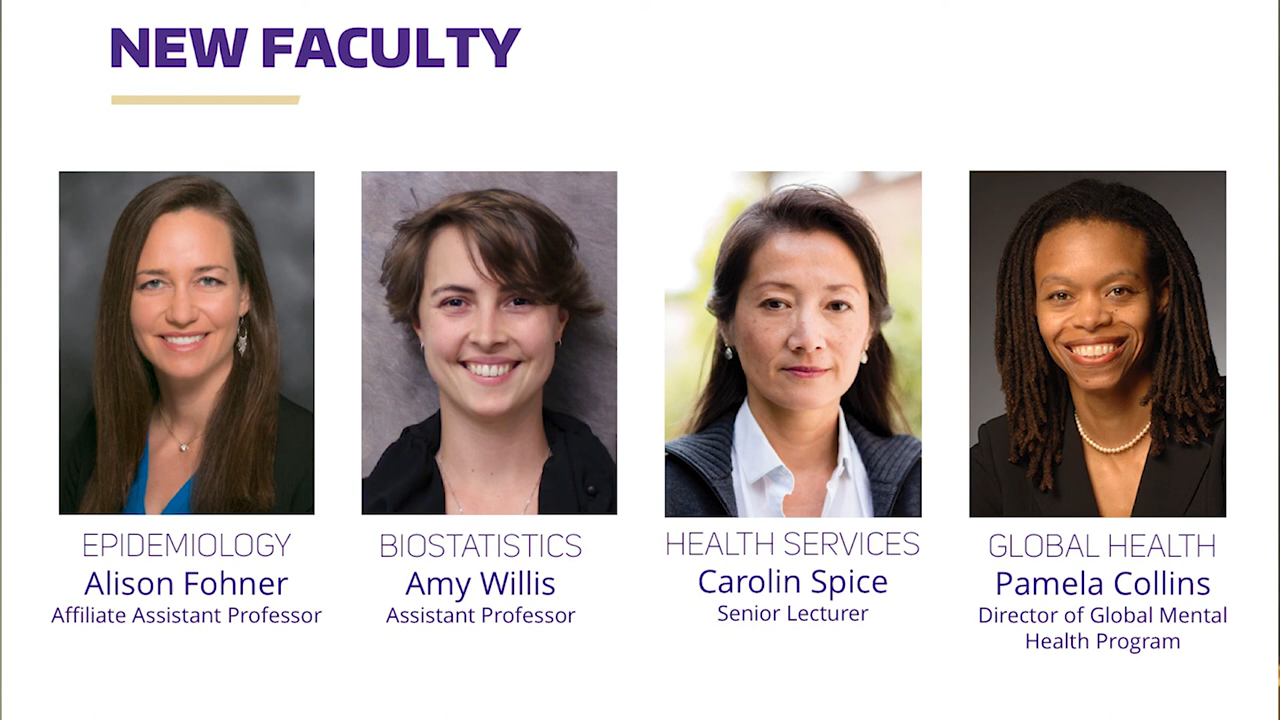 NEW FACULTY
EPIDEMIOLOGY
Alison Fohner
Affiliate Assistant Professor
BIOSTATISTICS
Amy Willis
Assistant Professor
HEALTH SERVICES
Carolin Spice
Senior Lecturer
GLOBAL HEALTH
Pamela Collins
Director of Global Mental
Health Program